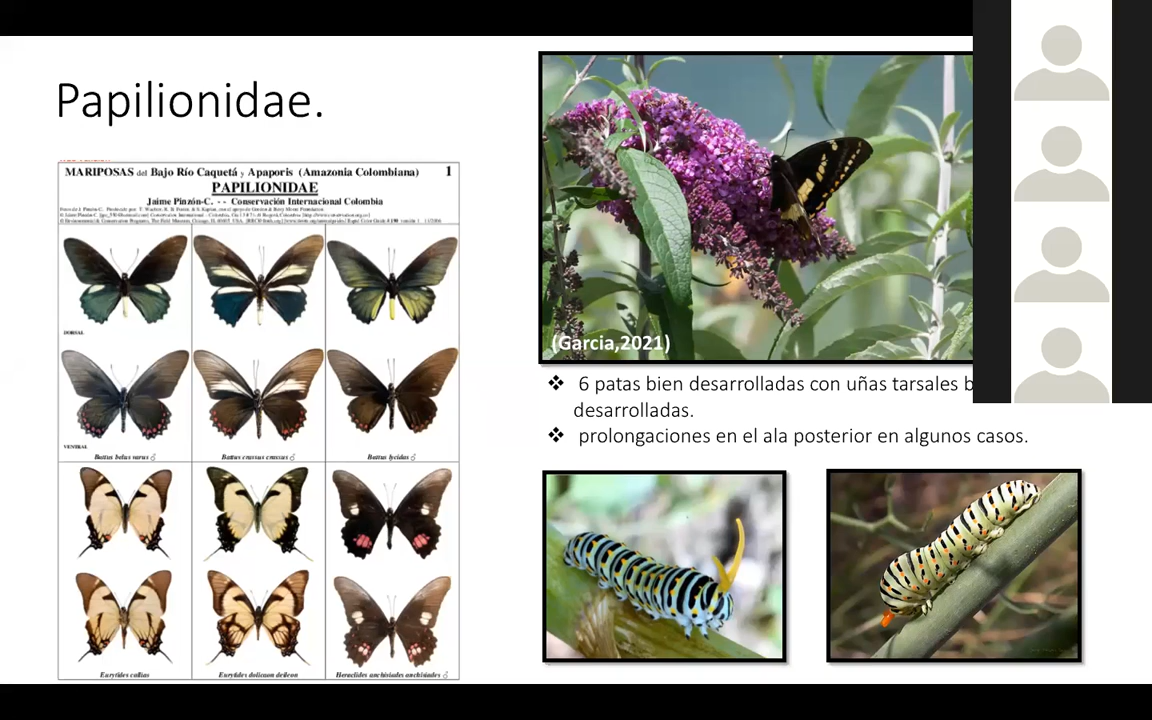 Papilionidae.
MARIPOSAS del Bajo Río Caquetá y Apaporis (Amazonia Colombiana) 1
PAPILIONIDAE
Jaime Pinzón-C. - - Conservación Internacional Colombia
DORSAL
VENTRAL
Battus belus varus ♂
Battus crassus crassus ♂
Battus lycidas ♂
Eurytides callias
Eurytides dolicaon deileon
Heraclides anchisiades anchisiades ♂
(Garcia,2021)
❖ 6 patas bien desarrolladas con uñas tarsales b
desarrolladas.
❖ prolongaciones en el ala posterior en algunos casos.